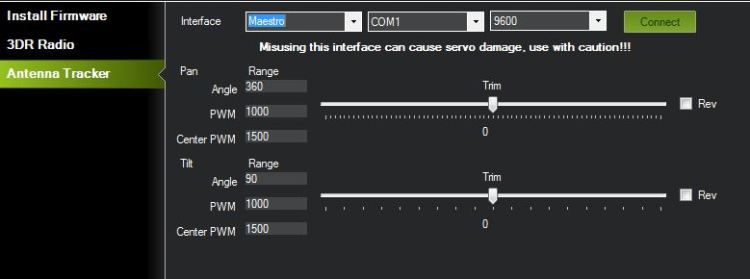 Install Firmware
3DR Radio
Antenna Tracker
Interface Maestro COM1 9600 Connect
Misusing this interface can cause servo damage, use with caution!!!
Pan Range
Angle 360 Trim
PWM 1000 Rev
Center PWM 1500 0
Tilt Range
Angle 90 Trim
PWM 1000 Rev
Center PWM 1500 0